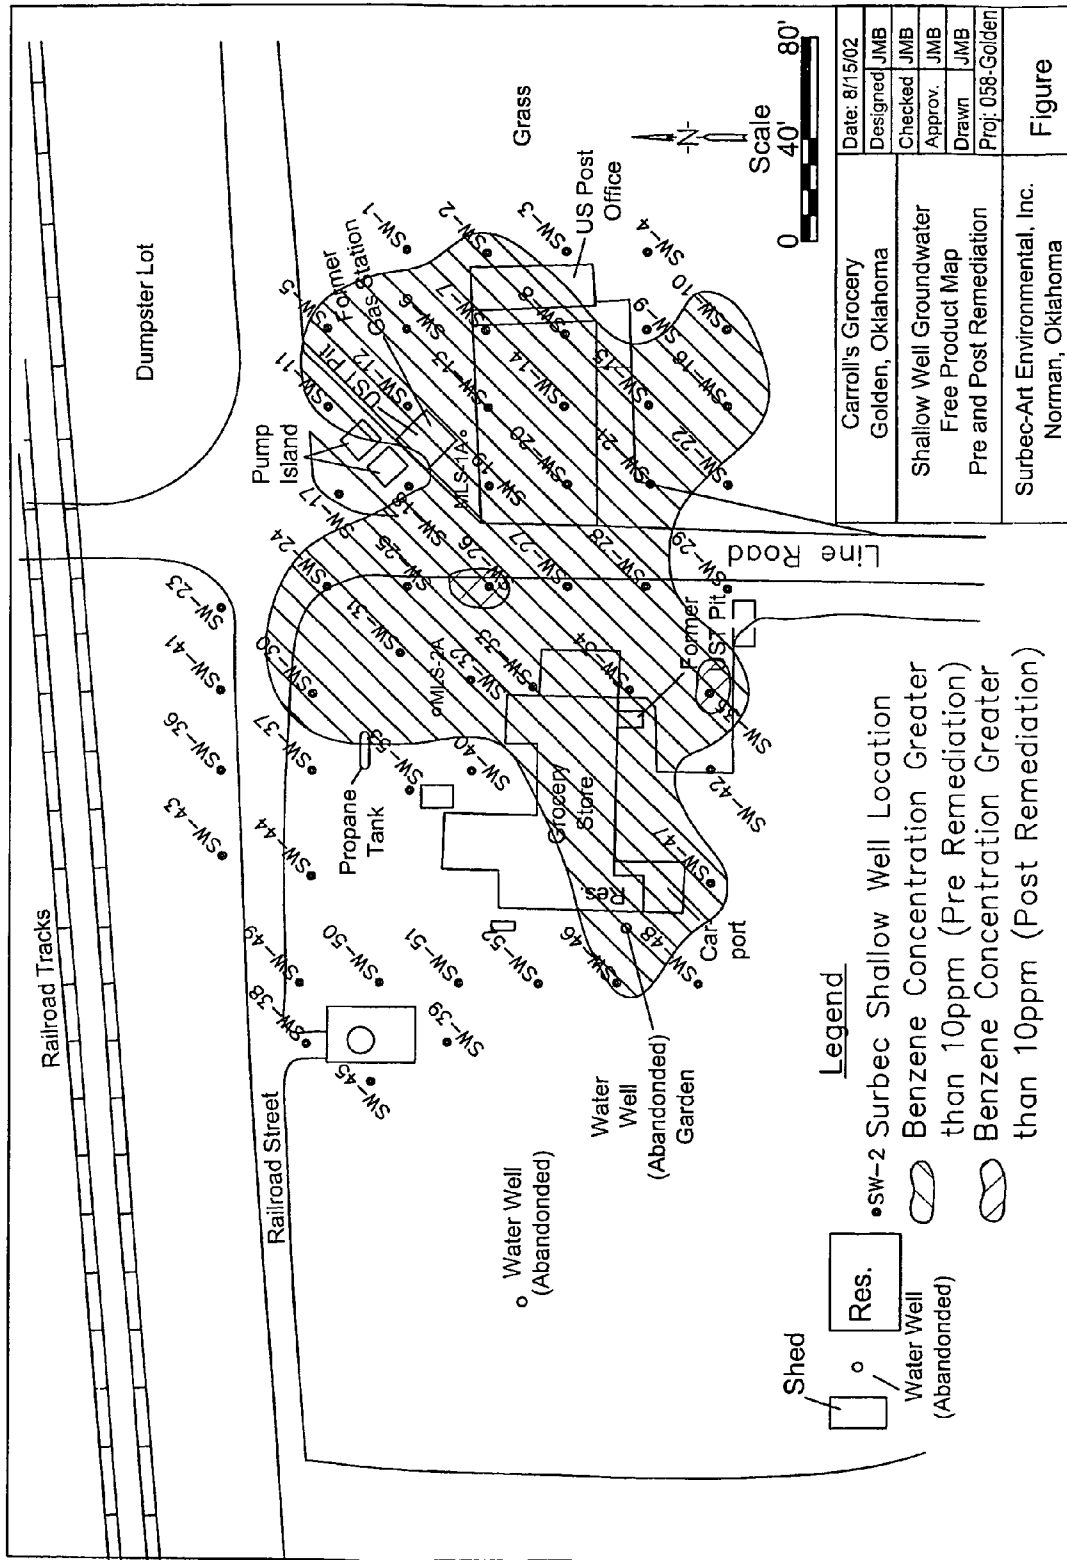 Railroad Tracks
Dumpster Lot
Railroad Street
SW-23
SW-41
SW-36
SW-43
SW-5
SW-11
SW-17
SW-24
SW-30
SW-37
SW-44
SW-49
SW-38
SW-45
Former
Gas Station
UST Pit
Pump
Island
SW-1
SW-6
SW-12
SW-18
SW-25
SW-31
MLS-2A
SW-53
Propane
Tank
SW-50
SW-2
SW-7
SW-13
MLS-1A
SW-19
SW-26
SW-32
SW-40
SW-51
SW-39
Grass
SW-3
SW-8
SW-14
SW-20
SW-27
SW-33
Grocery
Store
SW-52
US Post
Office
SW-4
SW-9
SW-15
SW-21
SW-28
SW-34
Res.
SW-46
SW-10
SW-16
SW-22
SW-29
Former
UST Pit
SW-35
SW-42
SW-47
SW-48
Car-
port
Line Road
Water Well
(Abandonded)
Water
Well
(Abandonded)
Garden
-N-
Scale
0 40' 80'
Shed
Res.
Water Well
(Abandonded)
Legend
SW-2 Surbec Shallow Well Location
Benzene Concentration Greater
than 10ppm (Pre Remediation)
Benzene Concentration Greater
than 10ppm (Post Remediation)
Carroll's Grocery
Golden, Oklahoma
Shallow Well Groundwater
Free Product Map
Pre and Post Remediation
Surbec-Art Environmental, Inc.
Norman, Oklahoma
Date: 8/15/02
Designed JMB
Checked JMB
Approv. JMB
Drawn JMB
Proj: 058-Golden
Figure